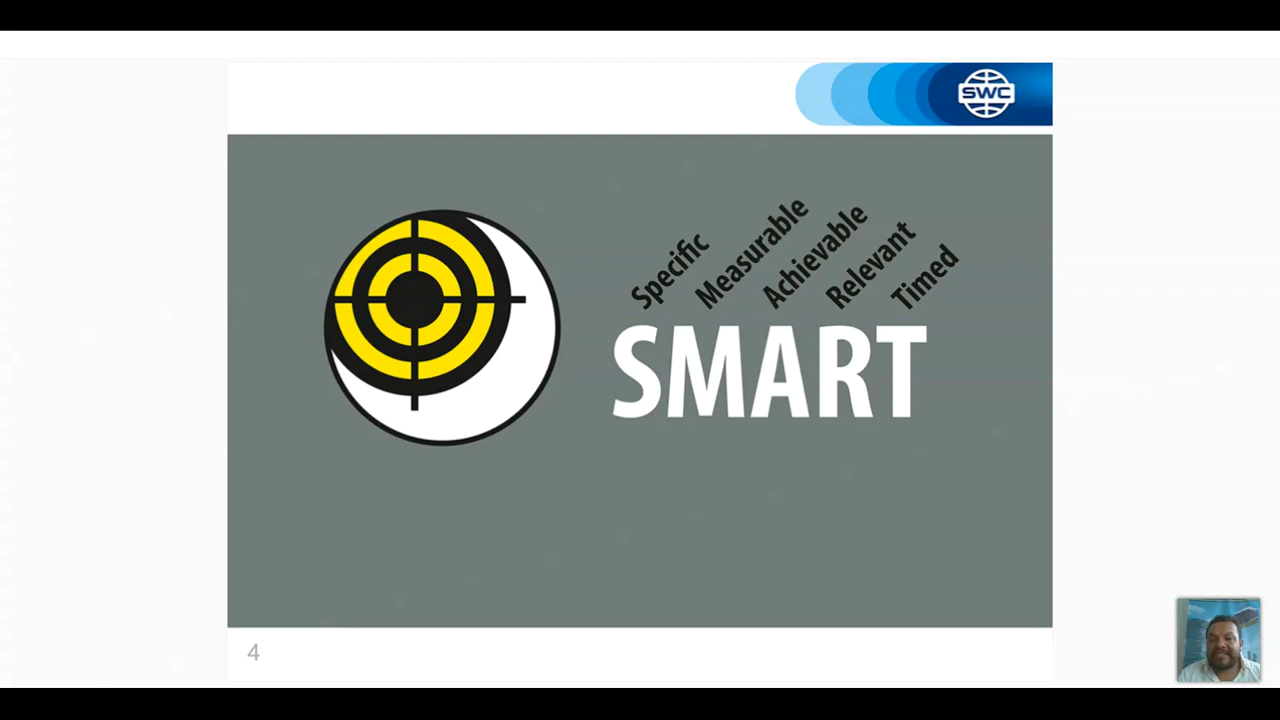 SWC
Specific
Measurable
Achievable
Relevant
Timed
SMART
4